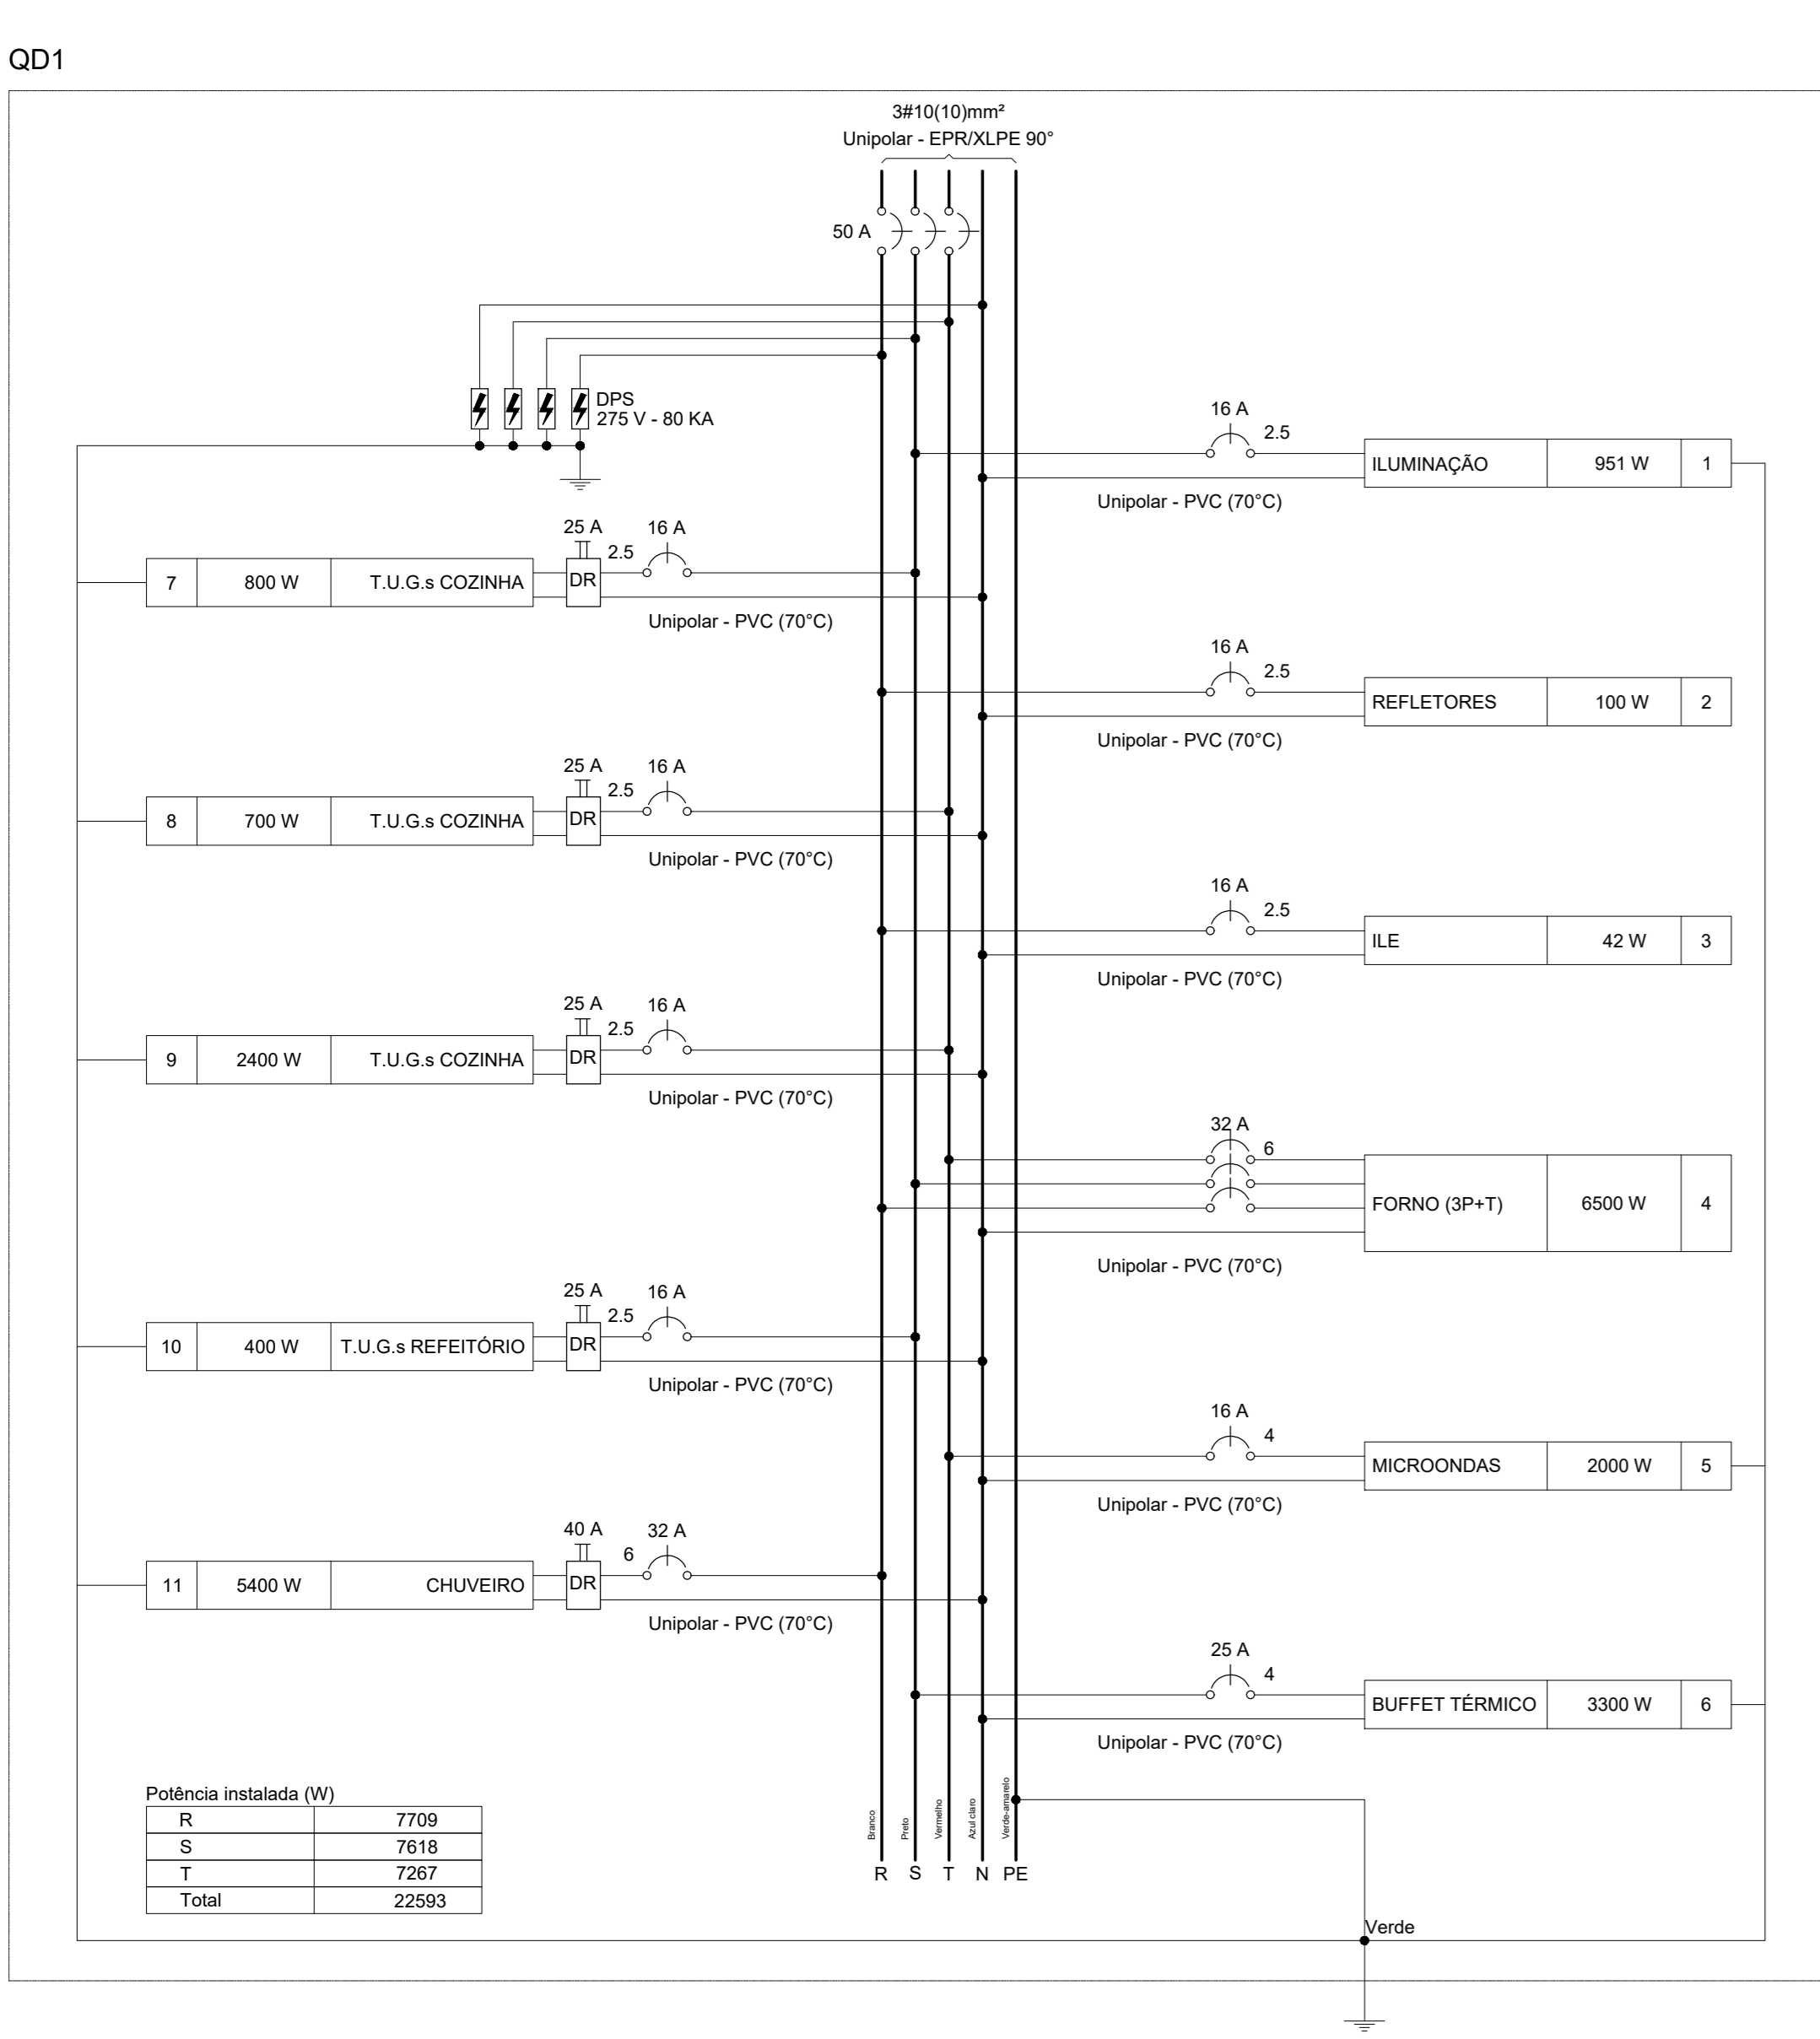 QD1
3#10(10)mm²
Unipolar - EPR/XLPE 90°
50 A
DPS
275 V - 80 KA
16 A
2.5
ILUMINAÇÃO 951 W 1
Unipolar - PVC (70°C)
25 A 16 A
2.5
7 800 W T.U.G.s COZINHA DR
Unipolar - PVC (70°C)
16 A
2.5
REFLETORES 100 W 2
Unipolar - PVC (70°C)
25 A 16 A
2.5
8 700 W T.U.G.s COZINHA DR
Unipolar - PVC (70°C)
16 A
2.5
ILE 42 W 3
Unipolar - PVC (70°C)
25 A 16 A
2.5
9 2400 W T.U.G.s COZINHA DR
Unipolar - PVC (70°C)
32 A
6
FORNO (3P+T) 6500 W 4
Unipolar - PVC (70°C)
25 A 16 A
2.5
10 400 W T.U.G.s REFEITÓRIO DR
Unipolar - PVC (70°C)
16 A
4
MICROONDAS 2000 W 5
Unipolar - PVC (70°C)
40 A 32 A
6
11 5400 W CHUVEIRO DR
Unipolar - PVC (70°C)
25 A
4
BUFFET TÉRMICO 3300 W 6
Unipolar - PVC (70°C)
Potência instalada (W)
R 7709
S 7618
T 7267
Total 22593
Branco
Preto
Vermelho
Azul claro
Verde-amarelo
R S T N PE
Verde